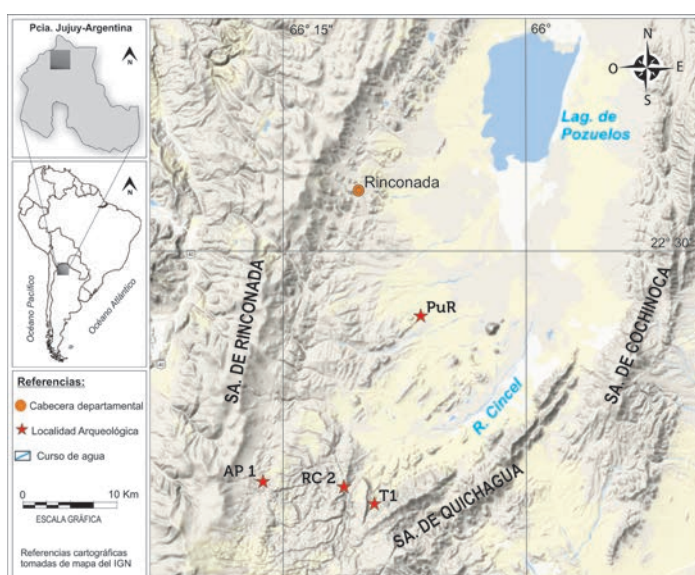 Pcia. Jujuy-Argentina
N
N
Océano Pacífico
Océano Atlántico
Referencias:
Cabecera departamental
Localidad Arqueológica
Curso de agua
0 10 Km
ESCALA GRÁFICA
Referencias cartográficas
tomadas de mapa del IGN
66° 15"
66°
N
O E
S
Lag. de
Pozuelos
Rinconada
22° 30"
SA. DE RINCONADA
PuR
SA. DE COCHINOCA
R. Cincel
AP 1
RC 2
T1
SA. DE QUICHAGUA